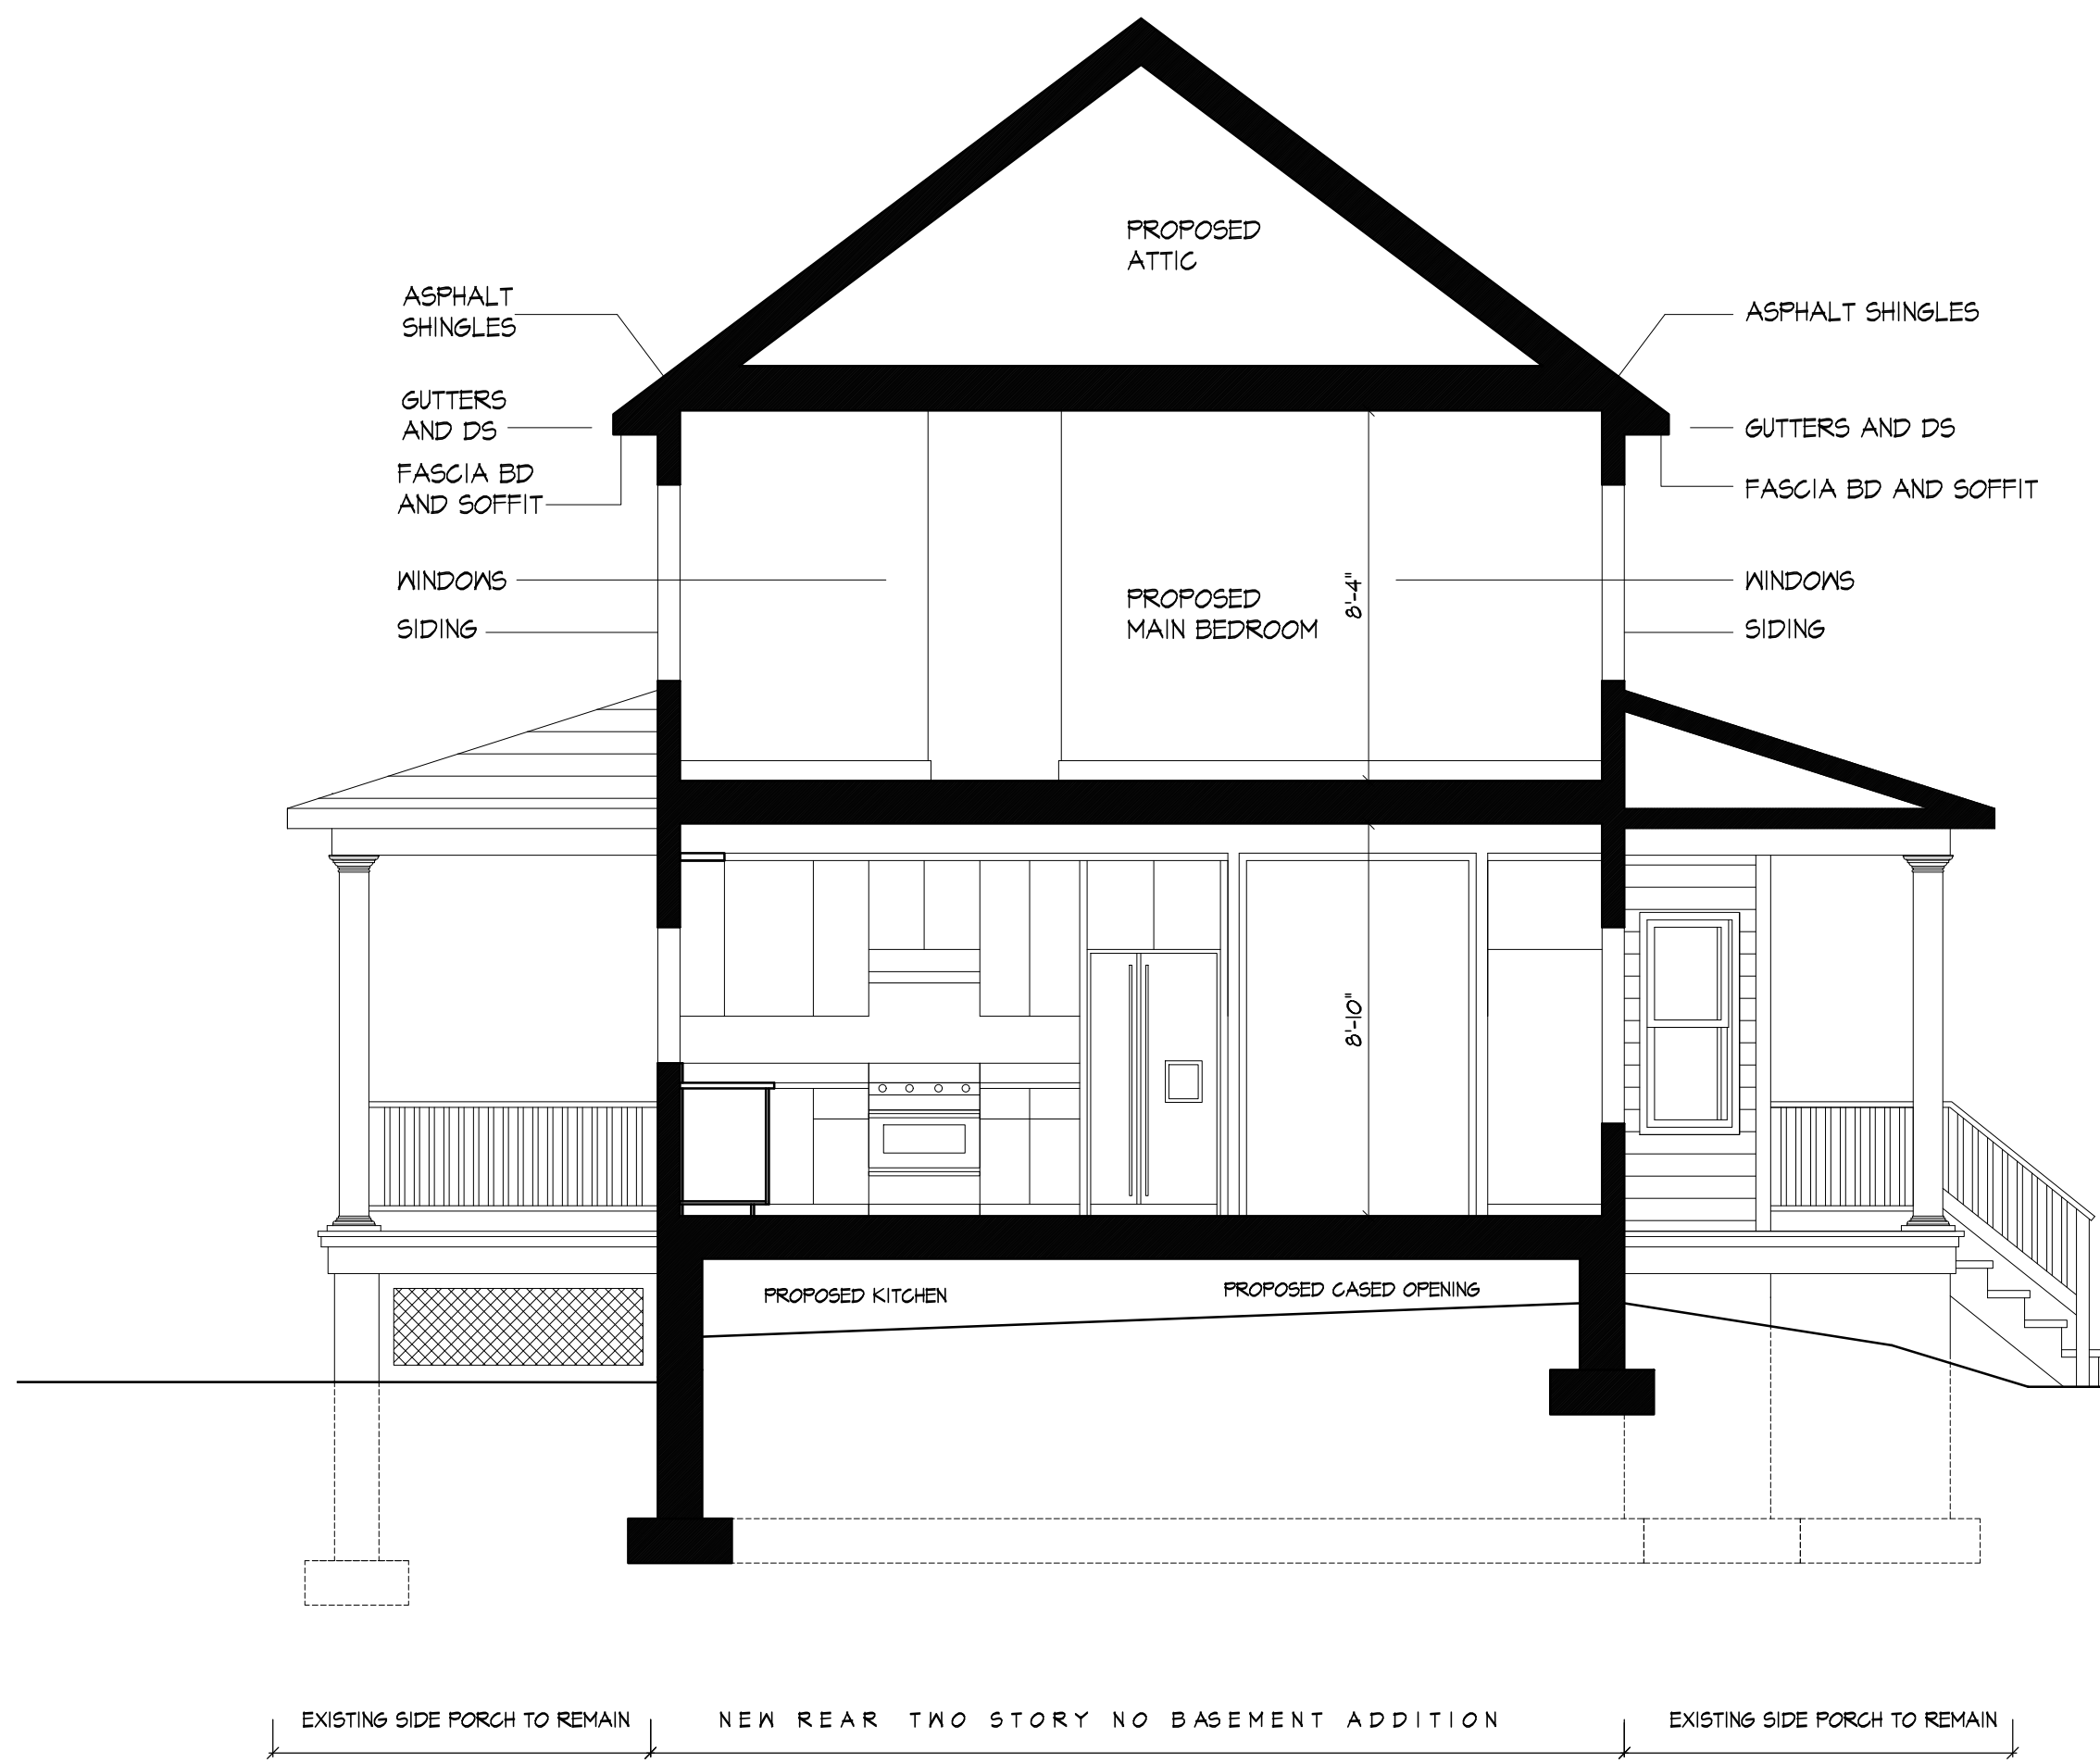 PROPOSED
ATTIC
ASPHALT
SHINGLES
ASPHALT SHINGLES
GUTTERS
AND DS
GUTTERS AND DS
FASCIA BD
AND SOFFIT
FASCIA BD AND SOFFIT
WINDOWS
PROPOSED
MAIN BEDROOM
8'-4"
WINDOWS
SIDING
SIDING
8'-10"
PROPOSED KITCHEN
PROPOSED CASED OPENING
EXISTING SIDE PORCH TO REMAIN
NEW REAR TWO STORY NO BASEMENT ADDITION
EXISTING SIDE PORCH TO REMAIN